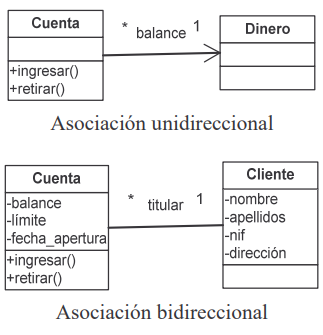 Cuenta
* balance 1
Dinero
+ingresar()
+retirar()
Asociación unidireccional
Cuenta
-balance
-límite
-fecha_apertura
+ingresar()
+retirar()
* titular 1
Cliente
-nombre
-apellidos
-nif
-dirección
Asociación bidireccional